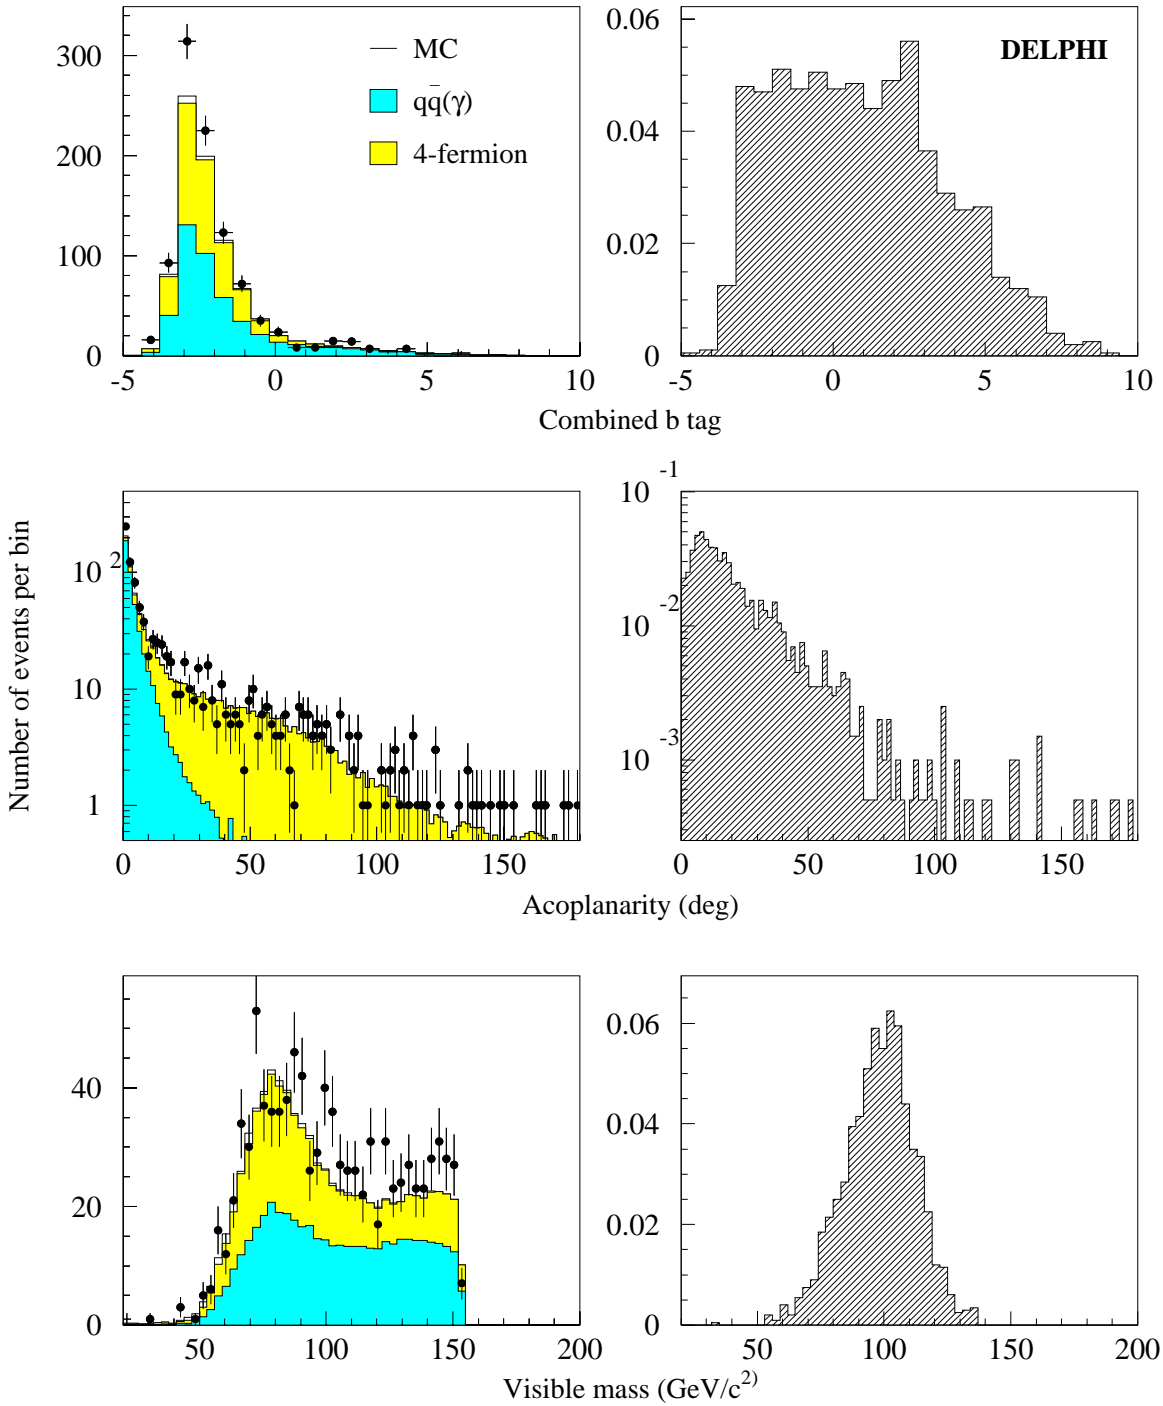 300
200
100
0
-5 0 5 10
MC
qq̄(γ)
4-fermion
0.06
0.04
0.02
0
-5 0 5 10
DELPHI
Combined b tag
Number of events per bin
10 2
10
1
0 50 100 150
10 -1
10 -2
10 -3
0 50 100 150
Acoplanarity (deg)
40
20
0
50 100 150 200
0.06
0.04
0.02
0
50 100 150 200
Visible mass (GeV/c2)